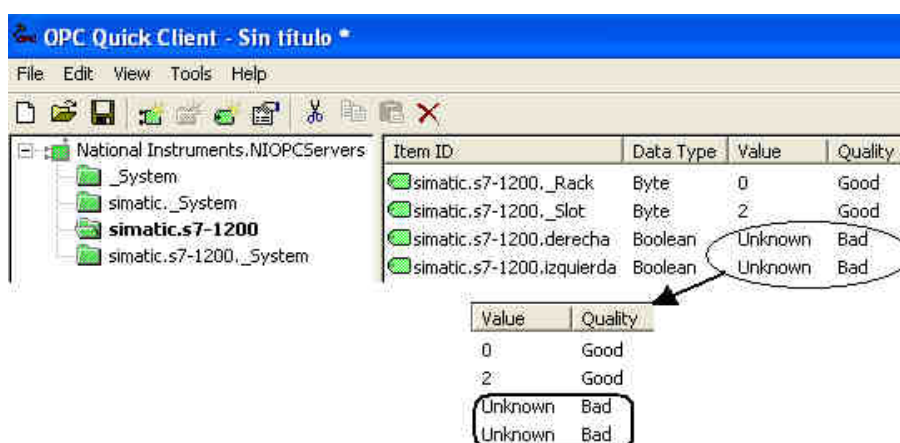 OPC Quick Client - Sin título *
File Edit View Tools Help
National Instruments.NIOPCServers
_System
simatic._System
simatic.s7-1200
simatic.s7-1200._System
Item ID Data Type Value Quality
simatic.s7-1200._Rack Byte 0 Good
simatic.s7-1200._Slot Byte 2 Good
simatic.s7-1200.derecha Boolean Unknown Bad
simatic.s7-1200.izquierda Boolean Unknown Bad
Value Quality
0 Good
2 Good
Unknown Bad
Unknown Bad